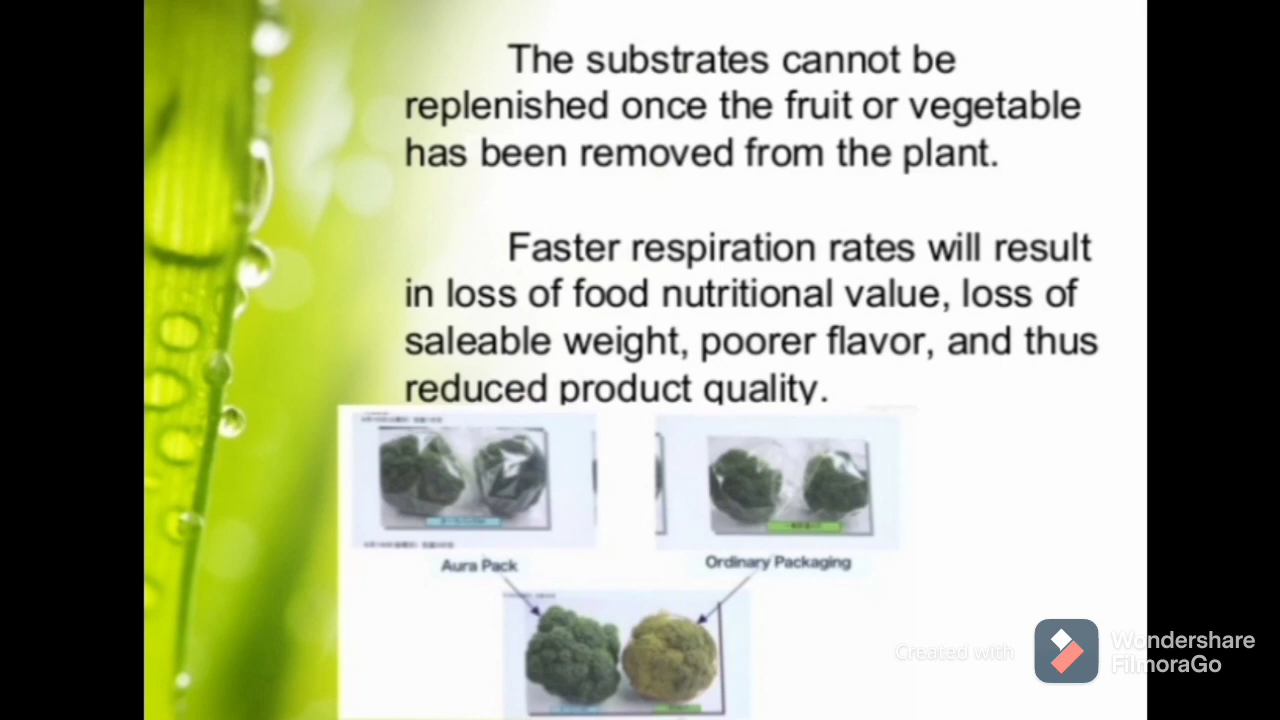 The substrates cannot be
replenished once the fruit or vegetable
has been removed from the plant.
Faster respiration rates will result
in loss of food nutritional value, loss of
saleable weight, poorer flavor, and thus
reduced product quality.
Aura Pack
Ordinary Packaging
Created with
Wondershare
FilmoraGo